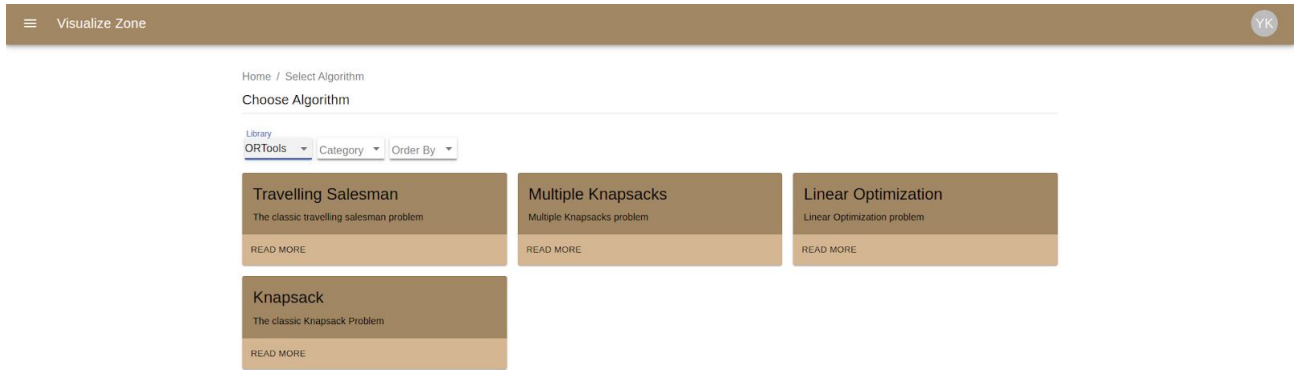 Visualize Zone
YK
Home / Select Algorithm
Choose Algorithm
Library
ORTools
Category
Order By
Travelling Salesman
The classic travelling salesman problem
READ MORE
Multiple Knapsacks
Multiple Knapsacks problem
READ MORE
Linear Optimization
Linear Optimization problem
READ MORE
Knapsack
The classic Knapsack Problem
READ MORE